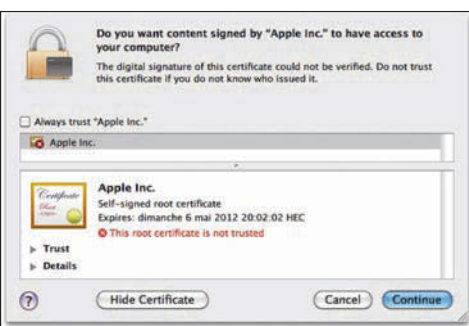 Do you want content signed by "Apple Inc." to have access to
your computer?
The digital signature of this certificate could not be verified. Do not trust
this certificate if you do not know who issued it.
Always trust "Apple Inc."
Apple Inc.
Certificate
Apple Inc.
Self-signed root certificate
Expires: dimanche 6 mai 2012 20:02:02 HEC
This root certificate is not trusted
Trust
Details
?
Hide Certificate
Cancel
Continue